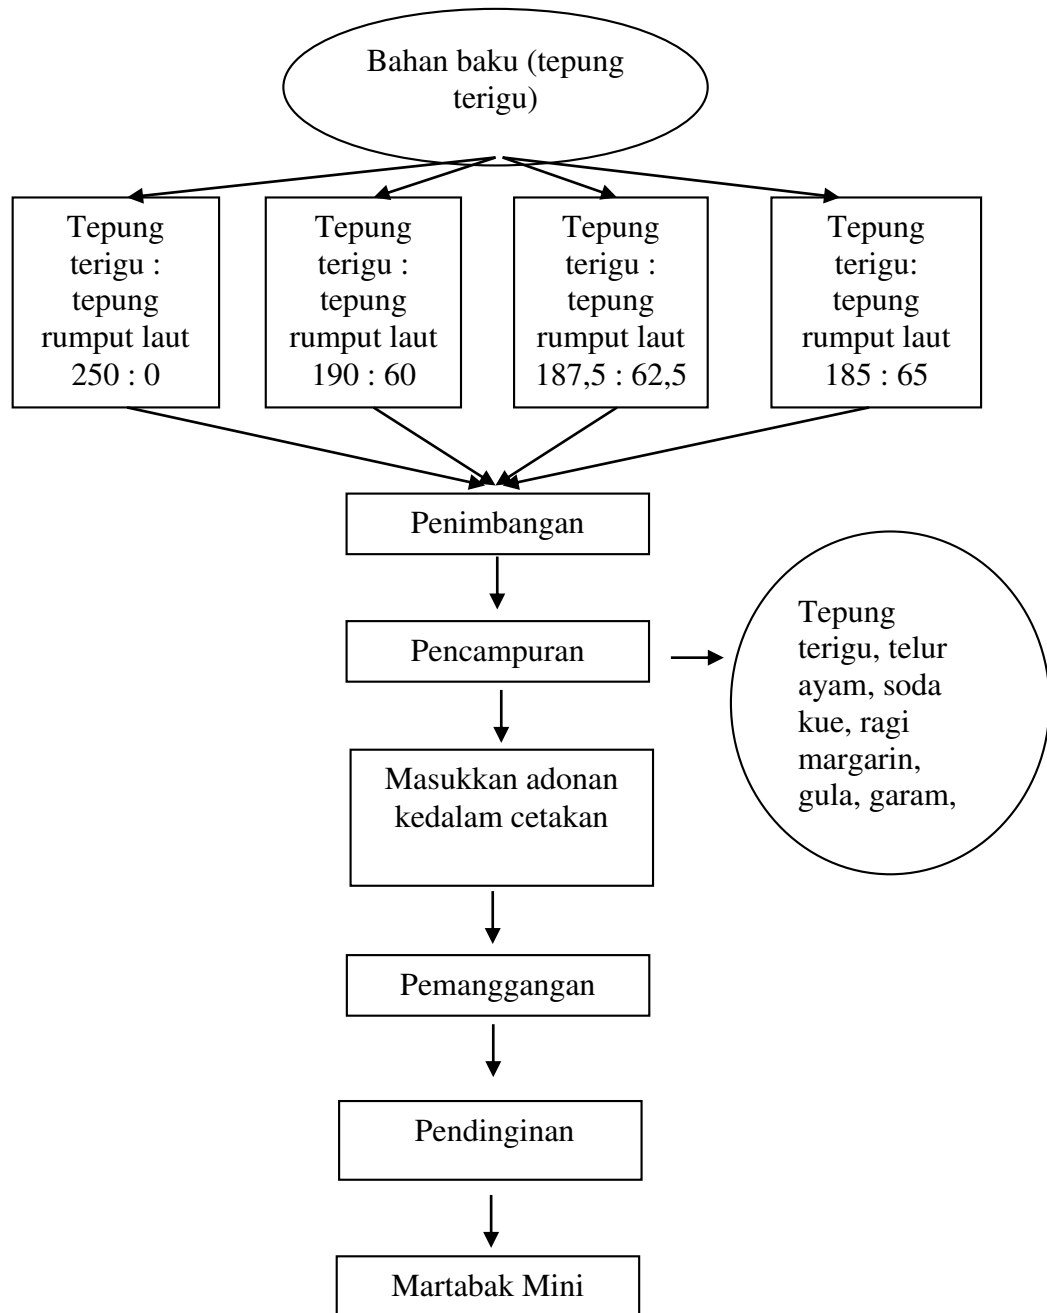 Bahan baku (tepung
terigu)
Tepung
terigu :
tepung
rumput laut
250 : 0
Tepung
terigu :
tepung
rumput laut
190 : 60
Tepung
terigu :
tepung
rumput laut
187,5 : 62,5
Tepung
terigu:
tepung
rumput laut
185 : 65
Penimbangan
Pencampuran
Tepung
terigu, telur
ayam, soda
kue, ragi
margarin,
gula, garam,
Masukkan adonan
kedalam cetakan
Pemanggangan
Pendinginan
Martabak Mini